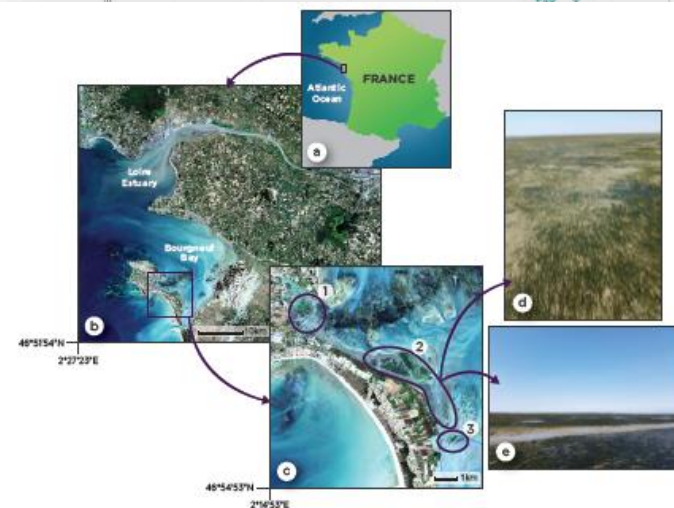 FRANCE
Atlantic
Ocean
a
Loire
Estuary
Bourgneuf
Bay
b
46°51'54"N
2°27'23"E
1
2
3
c
1km
46°54'53"N
2°14'53"E
d
e